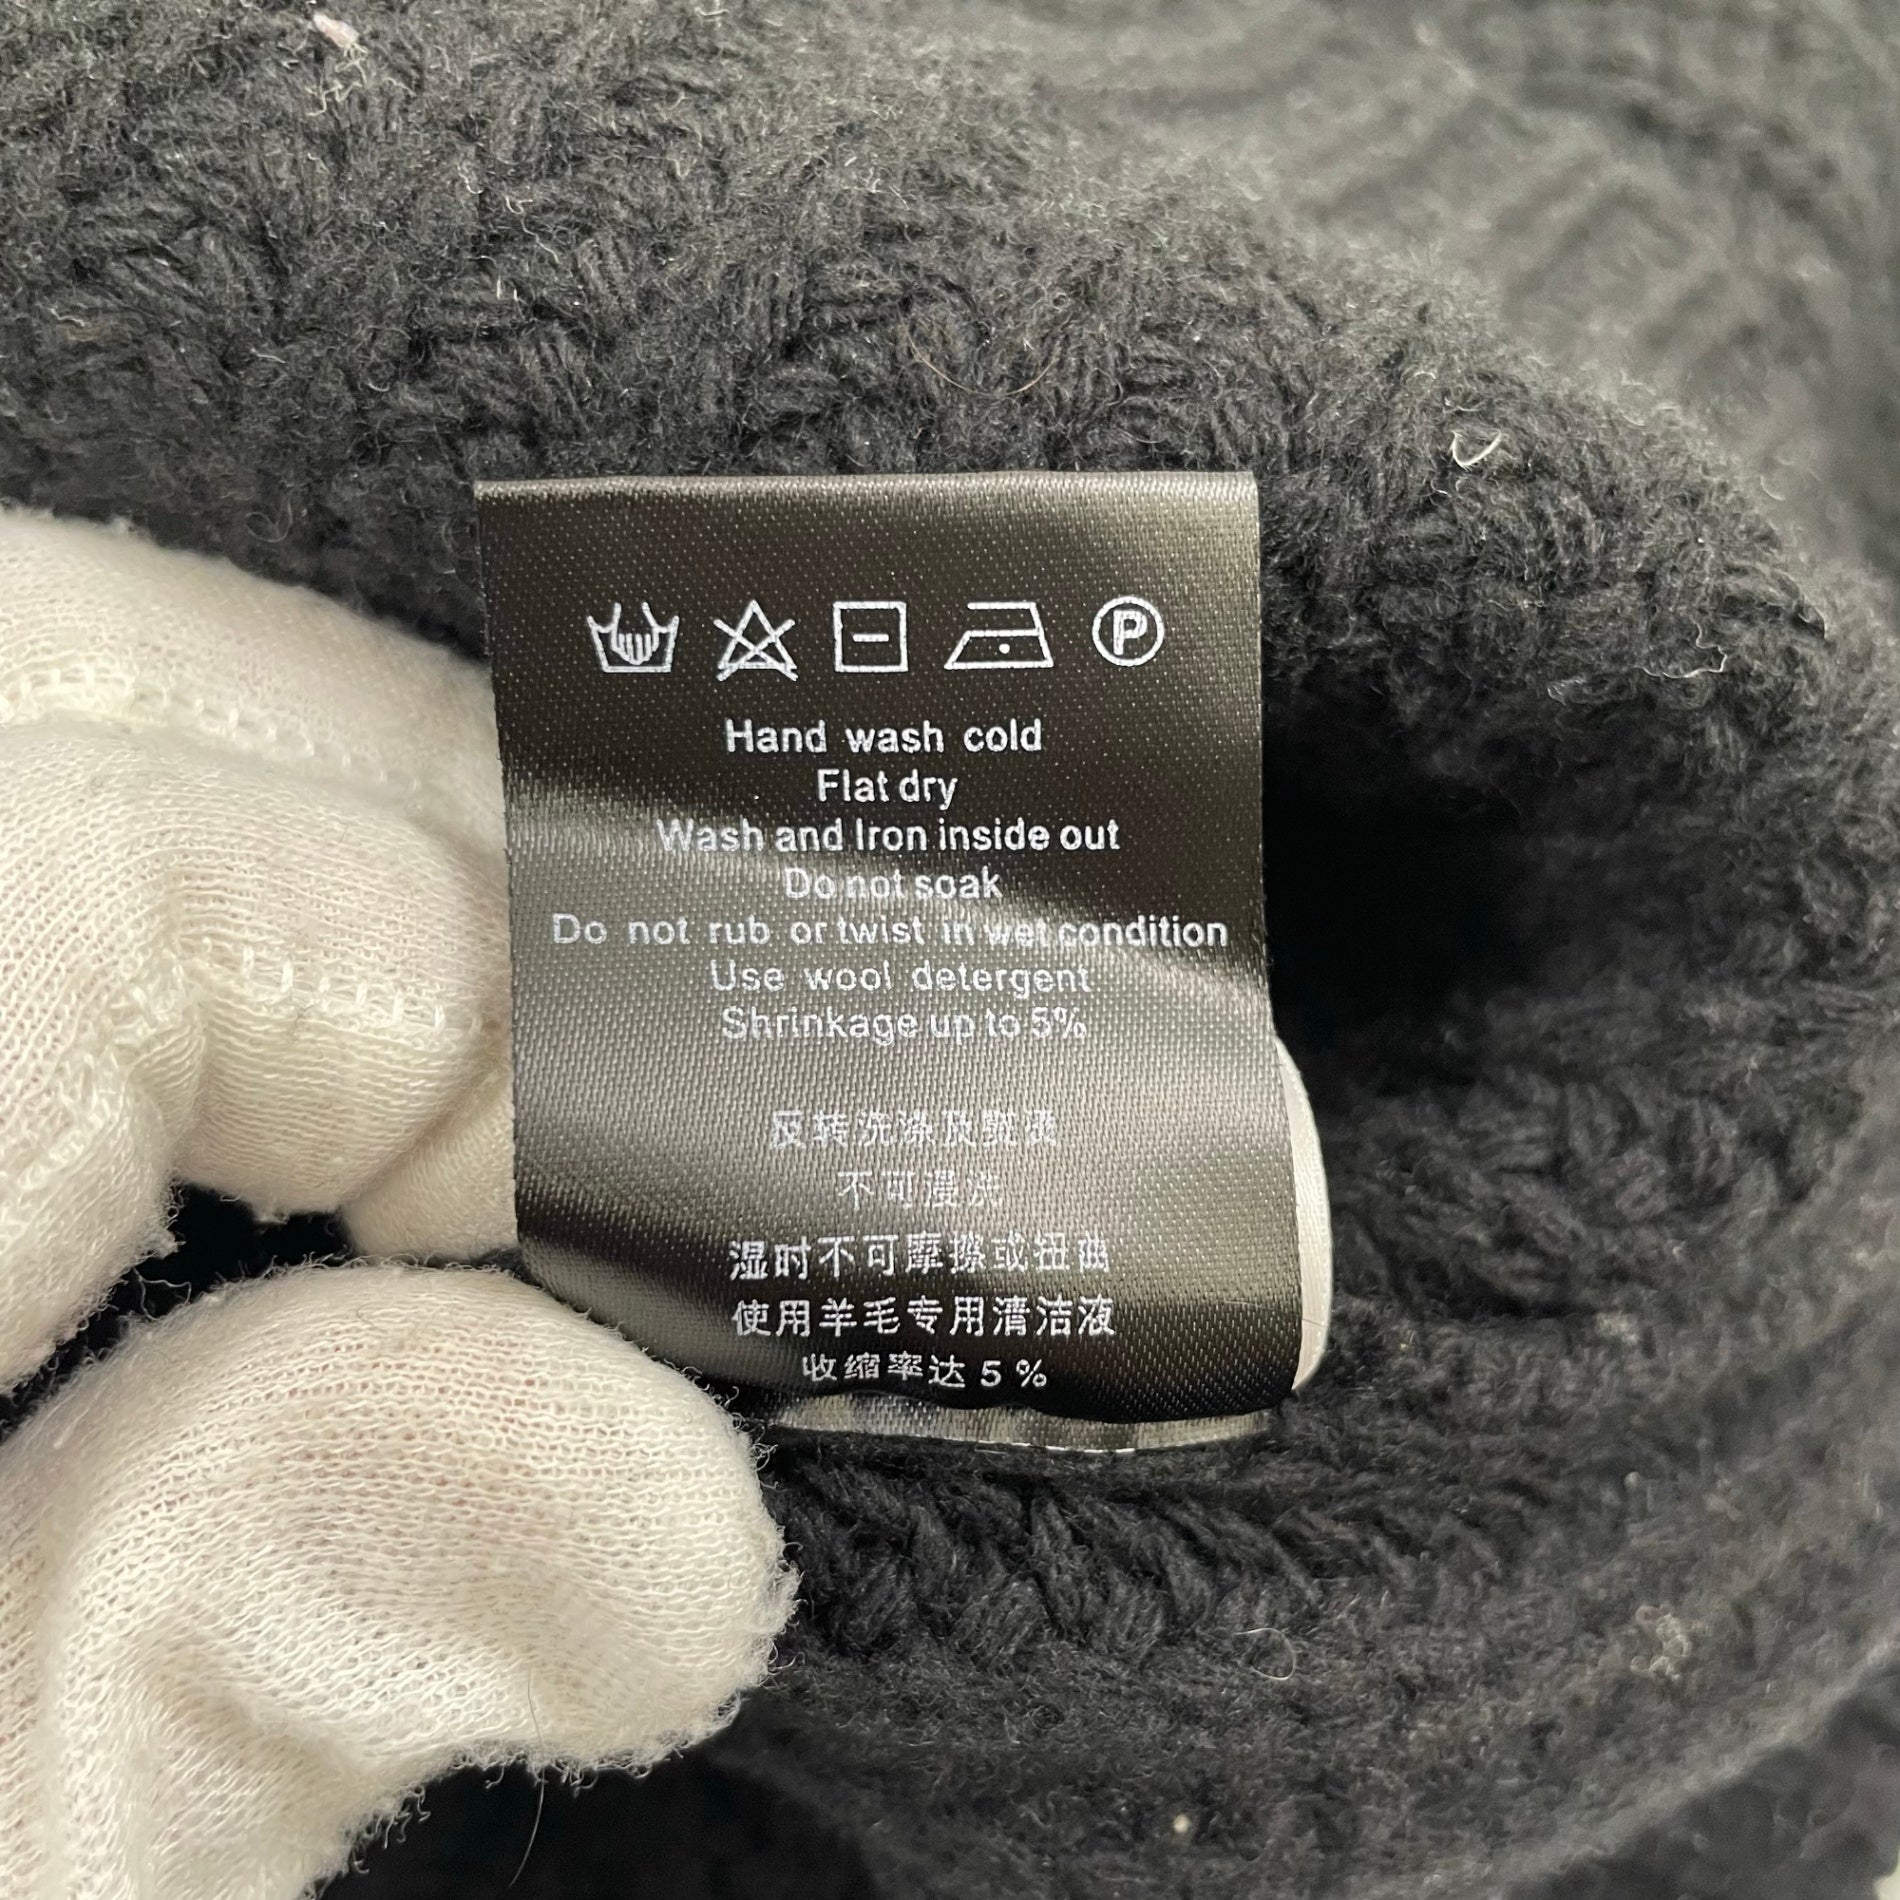 P
Hand wash cold
Flat dry
Wash and Iron inside out
Do not soak
Do not rub or twist in wet condition
Use wool detergent
Shrinkage up to 5%
反转洗涤及熨烫
不可浸洗
湿时不可摩擦或扭曲
使用羊毛专用清洁液
收缩率达 5 %